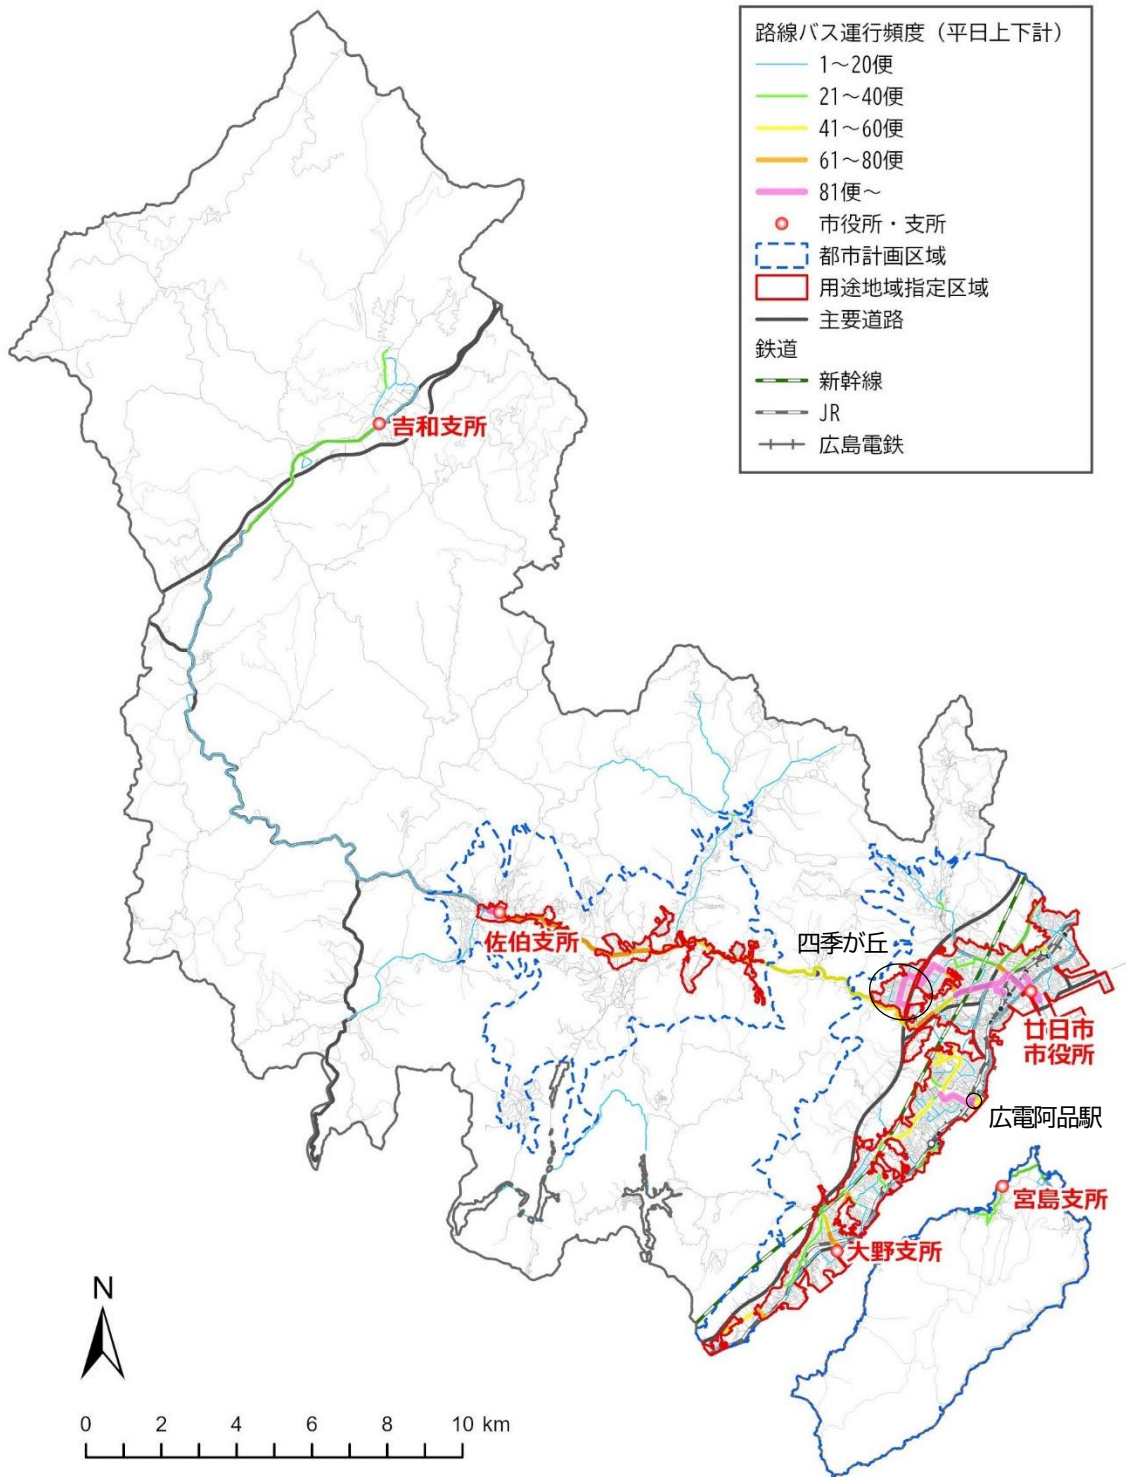 路線バス運行頻度（平日上下計）
1～20便
21～40便
41～60便
61～80便
81便～
市役所・支所
都市計画区域
用途地域指定区域
主要道路
鉄道
新幹線
JR
広島電鉄
吉和支所
佐伯支所
四季が丘
廿日市
市役所
広電阿品駅
宮島支所
大野支所
N
0 2 4 6 8 10 km